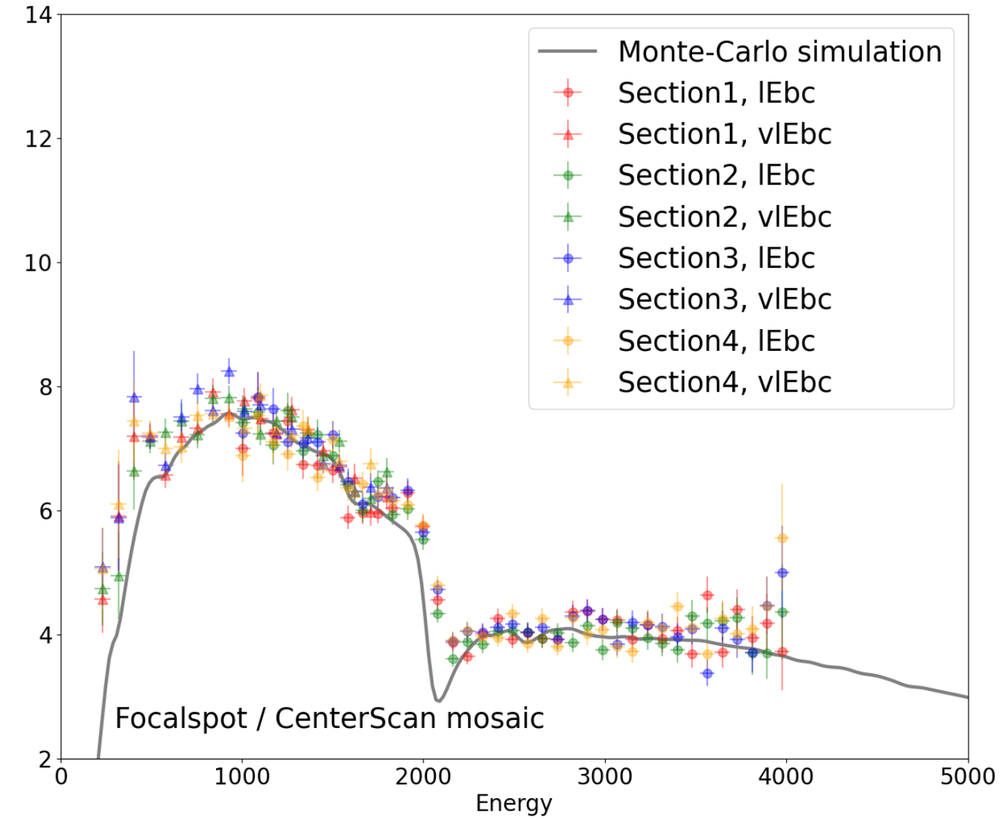 14
12
10
8
6
4
2
Monte-Carlo simulation
Section1, lEbc
Section1, vlEbc
Section2, lEbc
Section2, vlEbc
Section3, lEbc
Section3, vlEbc
Section4, lEbc
Section4, vlEbc
Focalspot / CenterScan mosaic
0 1000 2000 3000 4000 5000
Energy